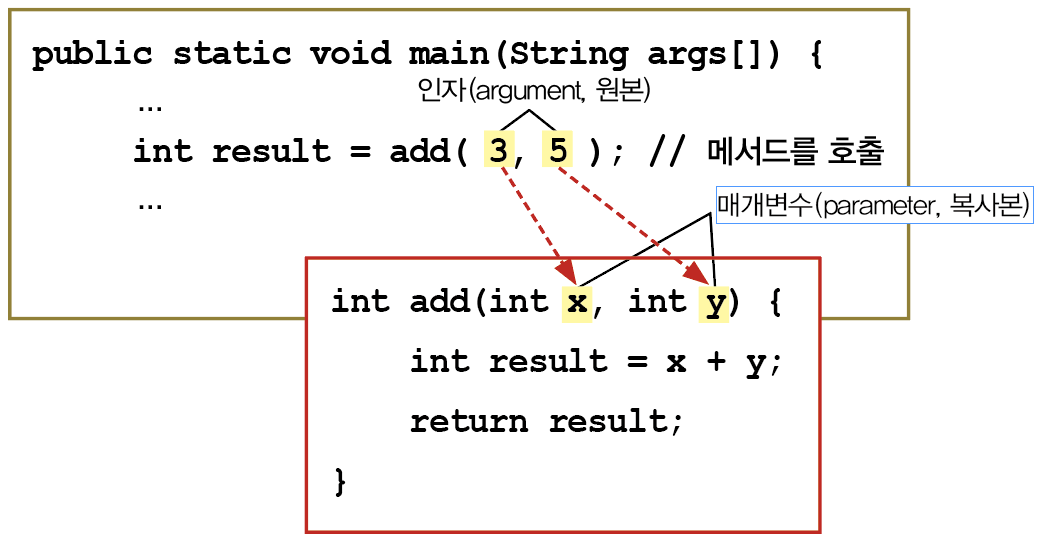 public static void main(String args[]) {
인자(argument, 원본)
...
int result = add( 3, 5 ); // 메서드를 호출
...
매개변수(parameter, 복사본)
int add(int x, int y) {
int result = x + y;
return result;
}